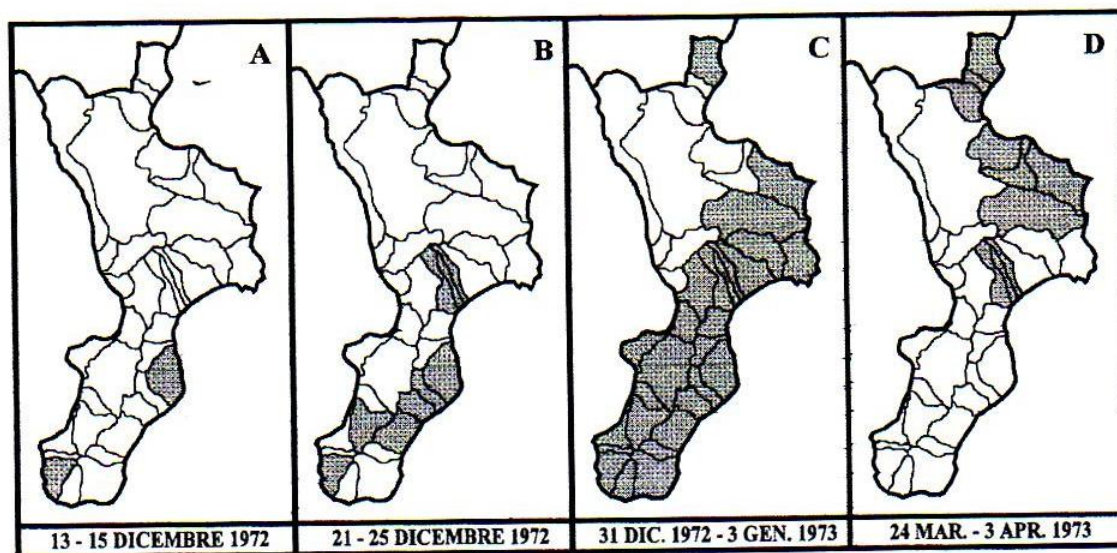 A
B
C
D
13 - 15 DICEMBRE 1972
21 - 25 DICEMBRE 1972
31 DIC. 1972 - 3 GEN. 1973
24 MAR. - 3 APR. 1973